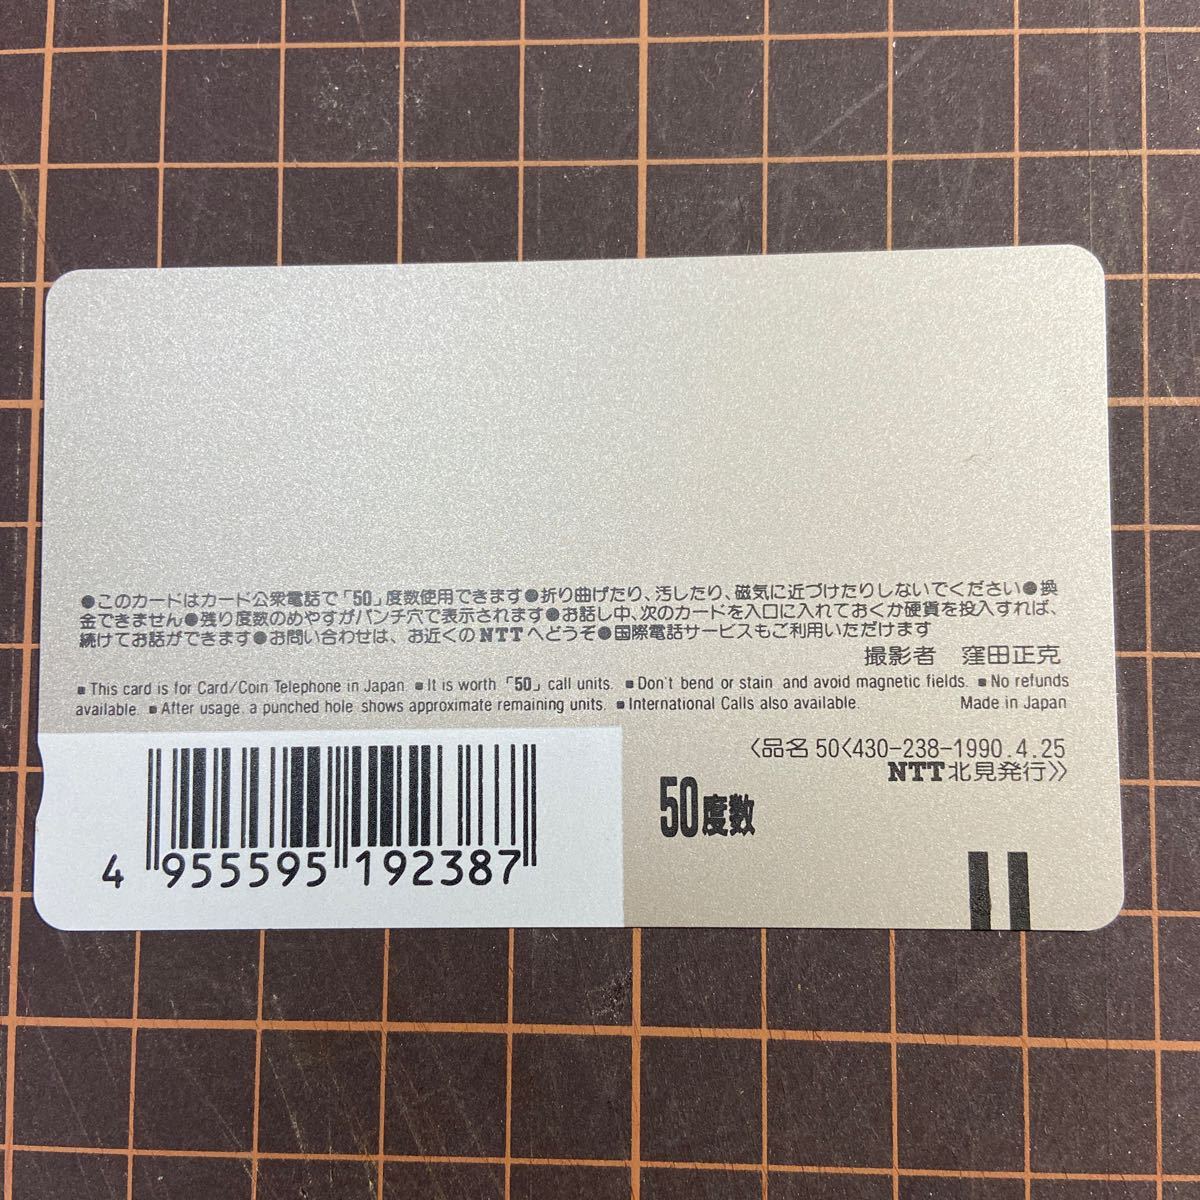 ●このカードはカード公衆電話で「50」度数使用できます●折り曲げたり、汚したり、磁気に近づけたりしないでください●換
金できません●残り度数のめやすがパンチ穴で表示されます●お話し中、次のカードを入口に入れておくか硬貨を投入すれば、
続けてお話ができます●お問い合わせは、お近くのNTTへどうぞ●国際電話サービスもご利用いただけます
撮影者 窪田正克
■ This card is for Card/Coin Telephone in Japan. ■ It is worth「50」call units. ■ Don't bend or stain and avoid magnetic fields. ■ No refunds
available. ■ After usage, a punched hole shows approximate remaining units. ■ International Calls also available. Made in Japan
〈品名 50〈430-238-1990.4.25
NTT北見発行》
50度数
4 955595 192387